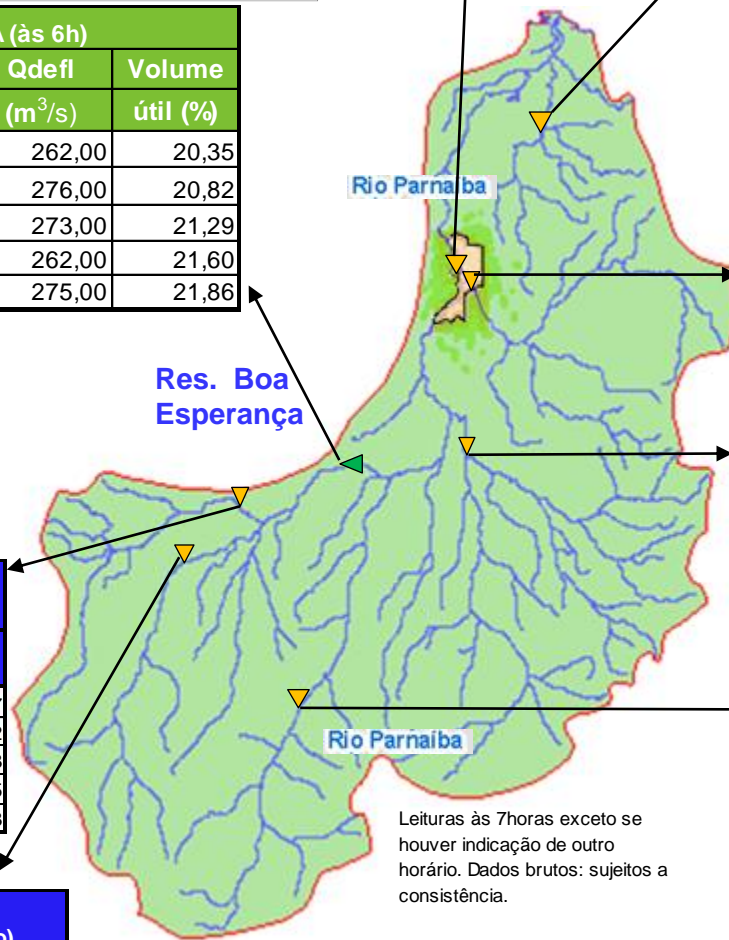 (às 6h)
Qdefl Volume
(m³/s) útil (%)
262,00 20,35
276,00 20,82
273,00 21,29
262,00 21,60
275,00 21,86
Rio Parnaíba
Res. Boa
Esperança
Rio Parnaíba
Leituras às 7horas exceto se
houver indicação de outro
horário. Dados brutos: sujeitos a
consistência.